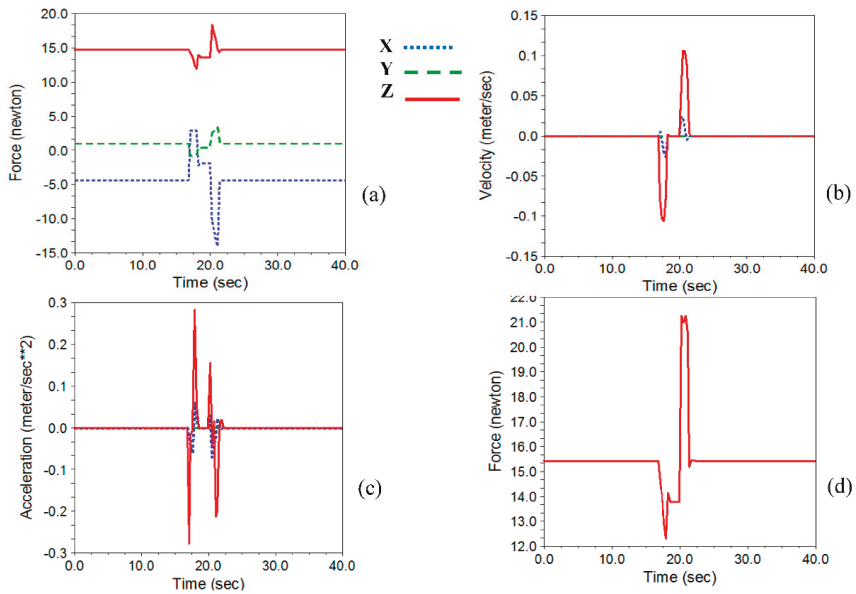 20.0
15.0
10.0
5.0
0.0
-5.0
-10.0
-15.0
Force (newton)
0.0 10.0 20.0 30.0 40.0
Time (sec)
(a)
X
Y
Z
0.15
0.1
0.05
0.0
-0.05
-0.1
-0.15
Velocity (meter/sec)
0.0 10.0 20.0 30.0 40.0
Time (sec)
(b)
0.3
0.2
0.1
0.0
-0.1
-0.2
-0.3
Acceleration (meter/sec**2)
0.0 10.0 20.0 30.0 40.0
Time (sec)
(c)
22.0
21.0
20.0
19.0
18.0
17.0
16.0
15.0
14.0
13.0
12.0
Force (newton)
0.0 10.0 20.0 30.0 40.0
Time (sec)
(d)